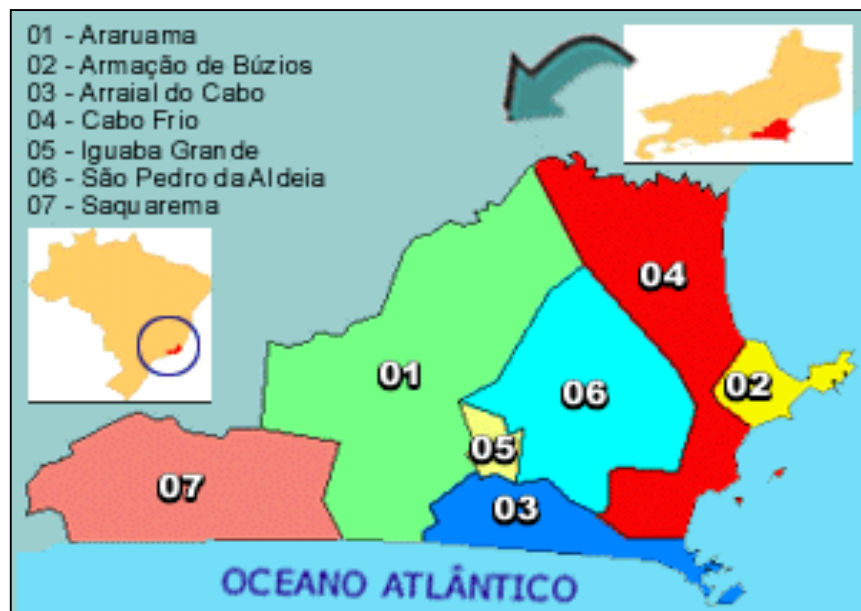 01 - Araruama
02 - Armação de Búzios
03 - Arraial do Cabo
04 - Cabo Frio
05 - Iguaba Grande
06 - São Pedro da Aldeia
07 - Saquarema
04
01
06
02
05
07
03
OCEANO ATLÂNTICO